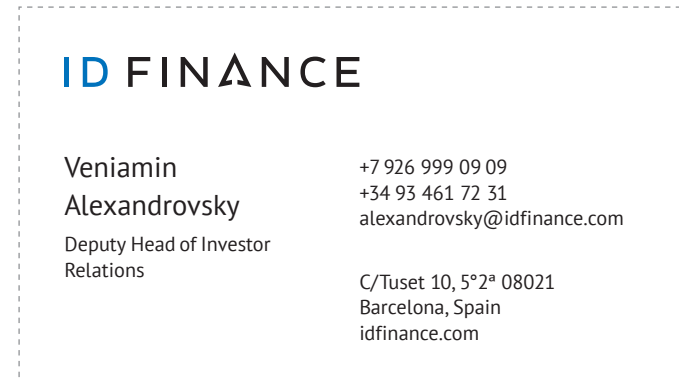 ID FINANCE
Veniamin
Alexandrovsky
Deputy Head of Investor
Relations
+7 926 999 09 09
+34 93 461 72 31
alexandrovsky@idfinance.com
C/Tuset 10, 5°2ª 08021
Barcelona, Spain
idfinance.com